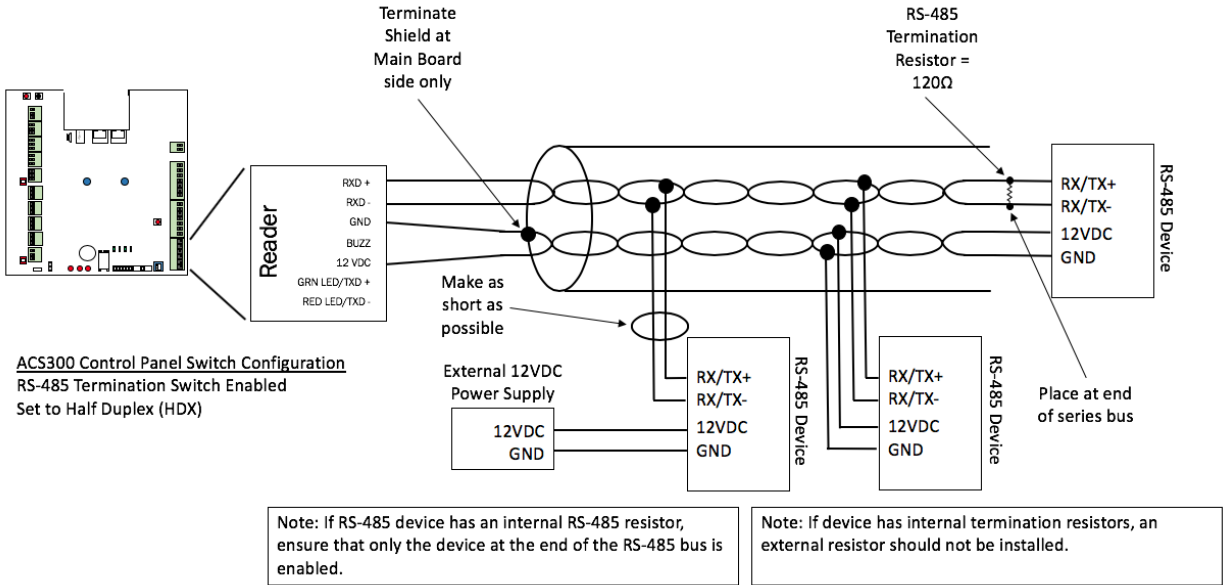 Terminate
Shield at
Main Board
side only
RS-485
Termination
Resistor =
120Ω
Reader
RXD +
RXD -
GND
BUZZ
12 VDC
GRN LED/TXD +
RED LED/TXD -
RX/TX+
RX/TX-
12VDC
GND
RS-485 Device
Make as
short as
possible
ACS300 Control Panel Switch Configuration
RS-485 Termination Switch Enabled
Set to Half Duplex (HDX)
External 12VDC
Power Supply
12VDC
GND
RX/TX+
RX/TX-
12VDC
GND
RS-485 Device
RX/TX+
RX/TX-
12VDC
GND
RS-485 Device
Place at end
of series bus
Note: If RS-485 device has an internal RS-485 resistor,
ensure that only the device at the end of the RS-485 bus is
enabled.
Note: If device has internal termination resistors, an
external resistor should not be installed.